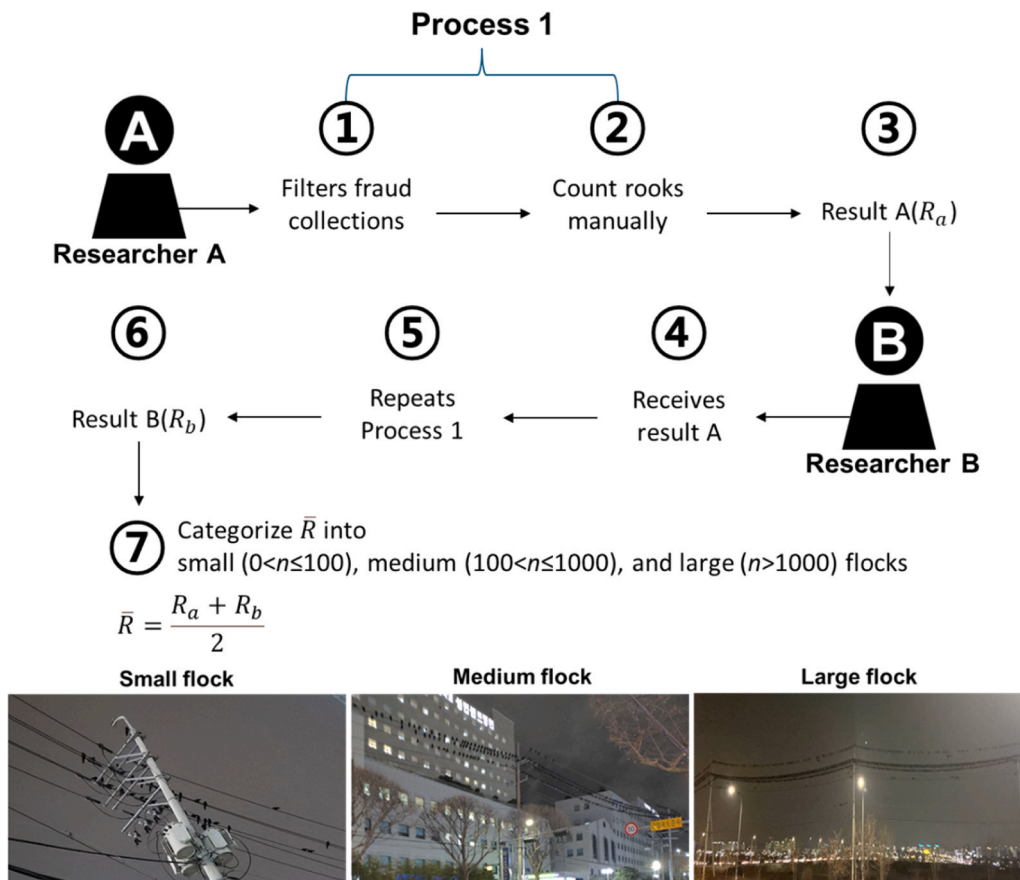 Process 1
A
1
2
3
Filters fraud
collections
Count rooks
manually
Result A(𝑅ₐ)
Researcher A
6
5
4
B
Result B(𝑅_b)
Repeats
Process 1
Receives
result A
Researcher B
7
Categorize R̄ into
small (0<n≤100), medium (100<n≤1000), and large (n>1000) flocks
R̄ = (Rₐ + R_b) / 2
Small flock
Medium flock
Large flock
30